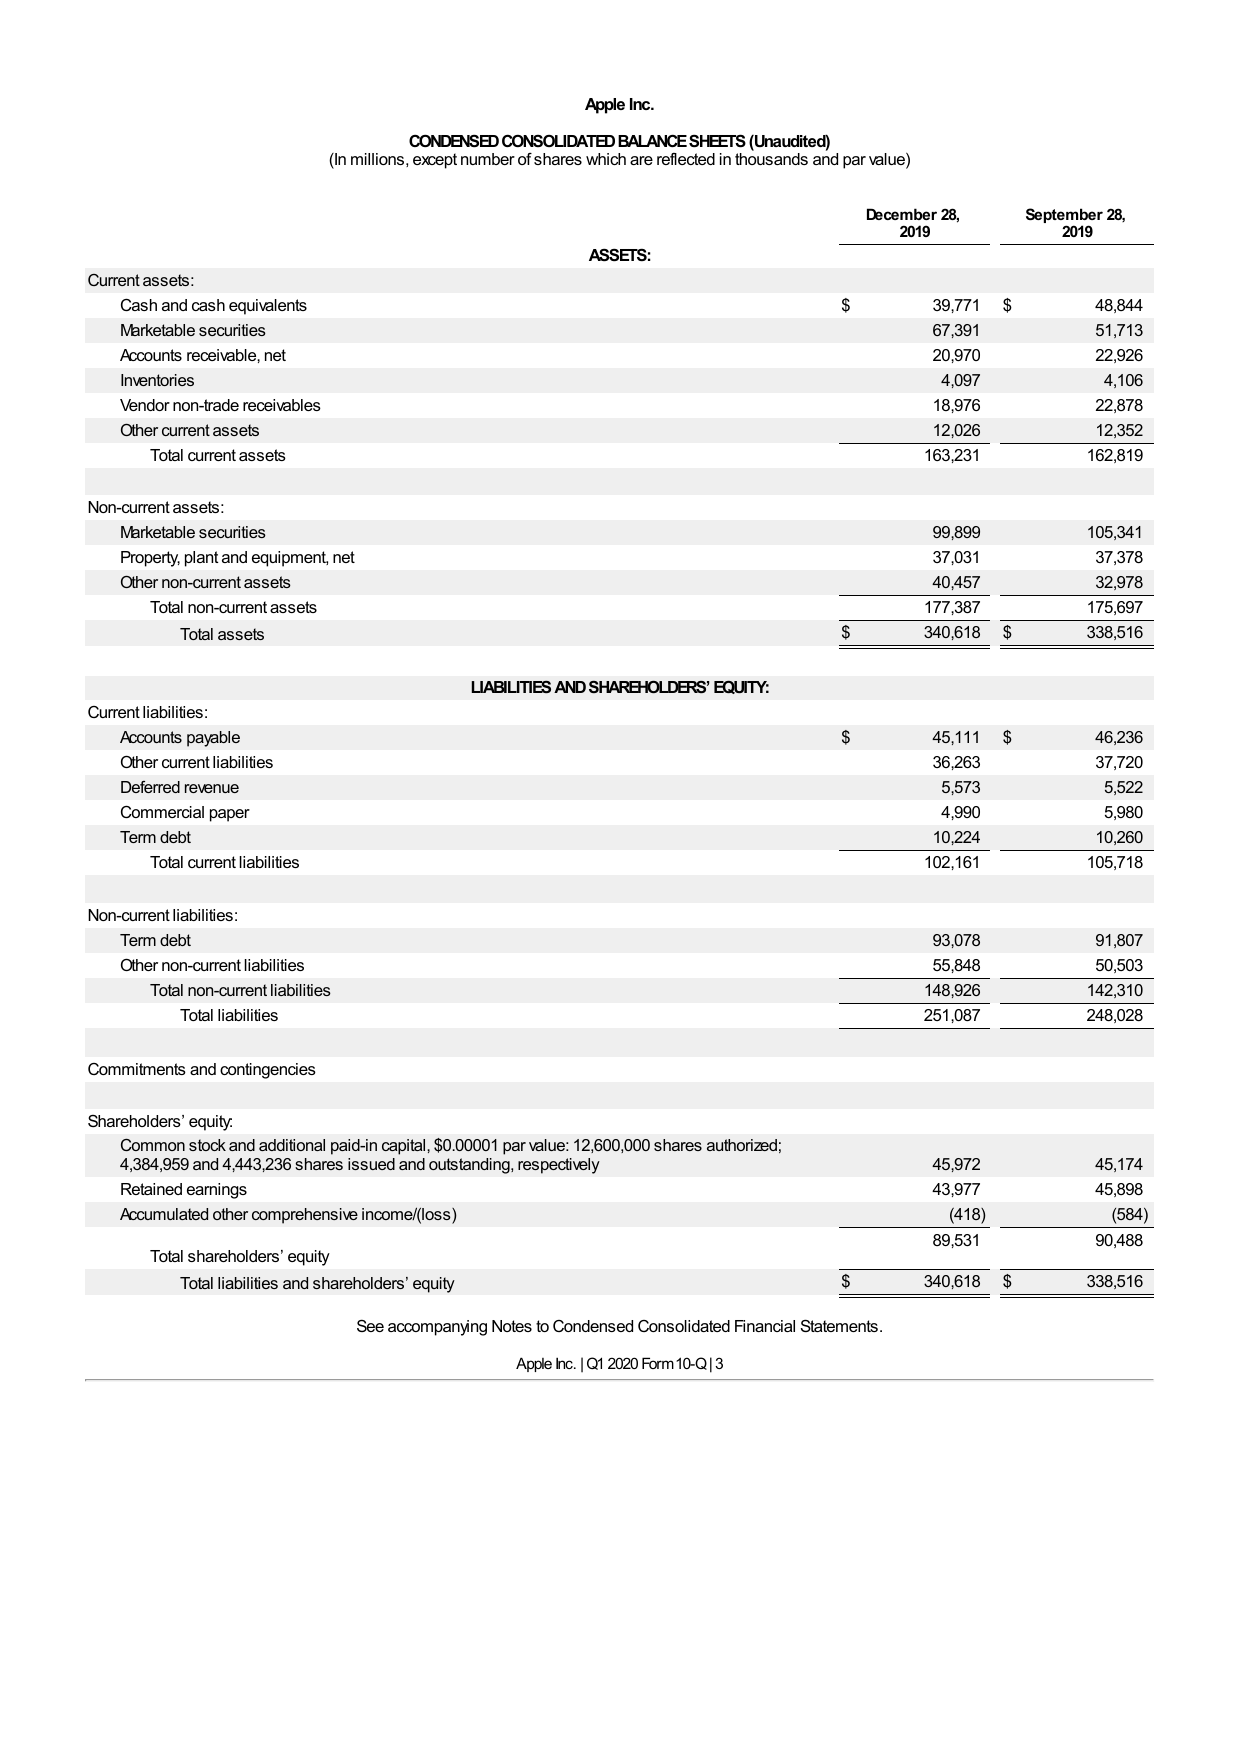 Apple Inc.
CONDENSED CONSOLIDATED BALANCE SHEETS (Unaudited)
(In millions, except number of shares which are reflected in thousands and par value)
December 28, 2019 September 28, 2019
ASSETS:
Current assets:
Cash and cash equivalents $ 39,771 $ 48,844
Marketable securities 67,391 51,713
Accounts receivable, net 20,970 22,926
Inventories 4,097 4,106
Vendor non-trade receivables 18,976 22,878
Other current assets 12,026 12,352
Total current assets 163,231 162,819
Non-current assets:
Marketable securities 99,899 105,341
Property, plant and equipment, net 37,031 37,378
Other non-current assets 40,457 32,978
Total non-current assets 177,387 175,697
Total assets $ 340,618 $ 338,516
LIABILITIES AND SHAREHOLDERS’ EQUITY:
Current liabilities:
Accounts payable $ 45,111 $ 46,236
Other current liabilities 36,263 37,720
Deferred revenue 5,573 5,522
Commercial paper 4,990 5,980
Term debt 10,224 10,260
Total current liabilities 102,161 105,718
Non-current liabilities:
Term debt 93,078 91,807
Other non-current liabilities 55,848 50,503
Total non-current liabilities 148,926 142,310
Total liabilities 251,087 248,028
Commitments and contingencies
Shareholders’ equity:
Common stock and additional paid-in capital, $0.00001 par value: 12,600,000 shares authorized;
4,384,959 and 4,443,236 shares issued and outstanding, respectively 45,972 45,174
Retained earnings 43,977 45,898
Accumulated other comprehensive income/(loss) (418) (584)
Total shareholders’ equity 89,531 90,488
Total liabilities and shareholders’ equity $ 340,618 $ 338,516
See accompanying Notes to Condensed Consolidated Financial Statements.
Apple Inc. | Q1 2020 Form 10-Q | 3